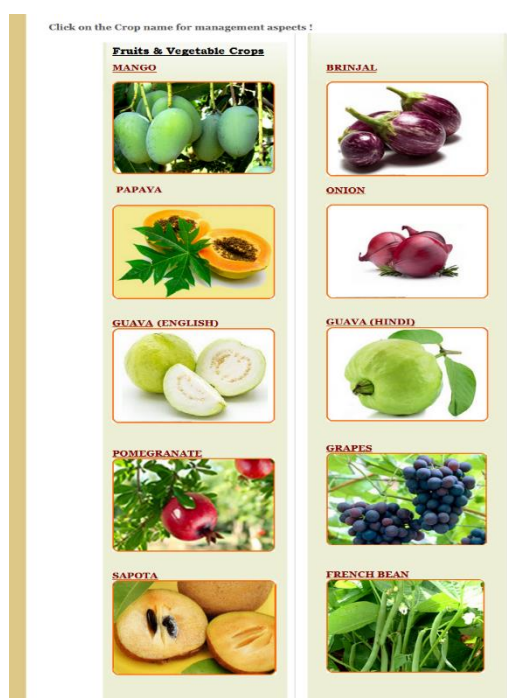 Click on the Crop name for management aspects !
Fruits & Vegetable Crops
MANGO
BRINJAL
PAPAYA
ONION
GUAVA (ENGLISH)
GUAVA (HINDI)
POMEGRANATE
GRAPES
SAPOTA
FRENCH BEAN